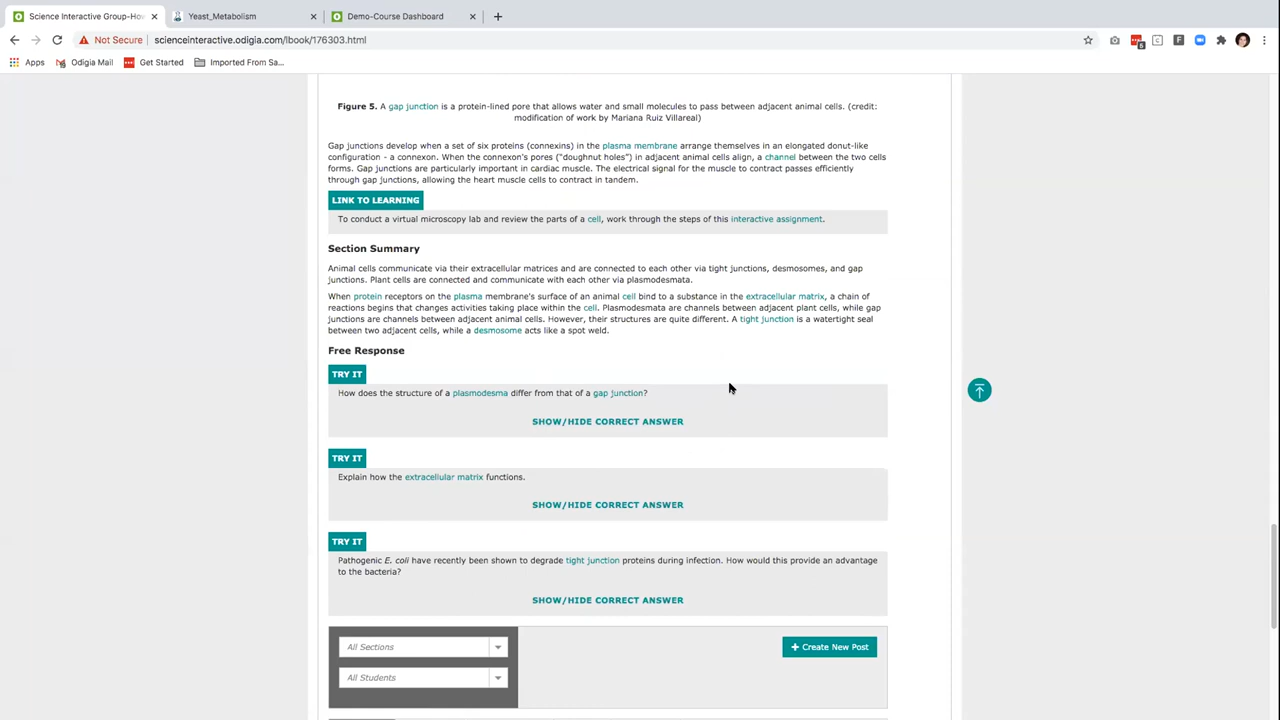 Science Interactive Group-Ho
Yeast_Metabolism
Demo-Course Dashboard
Not Secure
scienceinteractive.odigia.com/lbook/176303.html
Apps
Odigia Mail
Get Started
Imported From Sa...
Figure 5. A gap junction is a protein-lined pore that allows water and small molecules to pass between adjacent animal cells. (credit:
modification of work by Mariana Ruiz Villareal)
Gap junctions develop when a set of six proteins (connexins) in the plasma membrane arrange themselves in an elongated donut-like
configuration - a connexon. When the connexon's pores ("doughnut holes") in adjacent animal cells align, a channel between the two cells
forms. Gap junctions are particularly important in cardiac muscle. The electrical signal for the muscle to contract passes efficiently
through gap junctions, allowing the heart muscle cells to contract in tandem.
LINK TO LEARNING
To conduct a virtual microscopy lab and review the parts of a cell, work through the steps of this interactive assignment.
Section Summary
Animal cells communicate via their extracellular matrices and are connected to each other via tight junctions, desmosomes, and gap
junctions. Plant cells are connected and communicate with each other via plasmodesmata.
When protein receptors on the plasma membrane's surface of an animal cell bind to a substance in the extracellular matrix, a chain of
reactions begins that changes activities taking place within the cell. Plasmodesmata are channels between adjacent plant cells, while gap
junctions are channels between adjacent animal cells. However, their structures are quite different. A tight junction is a watertight seal
between two adjacent cells, while a desmosome acts like a spot weld.
Free Response
TRY IT
How does the structure of a plasmodesma differ from that of a gap junction?
SHOW/HIDE CORRECT ANSWER
TRY IT
Explain how the extracellular matrix functions.
SHOW/HIDE CORRECT ANSWER
TRY IT
Pathogenic E. coli have recently been shown to degrade tight junction proteins during infection. How would this provide an advantage
to the bacteria?
SHOW/HIDE CORRECT ANSWER
All Sections
+ Create New Post
All Students